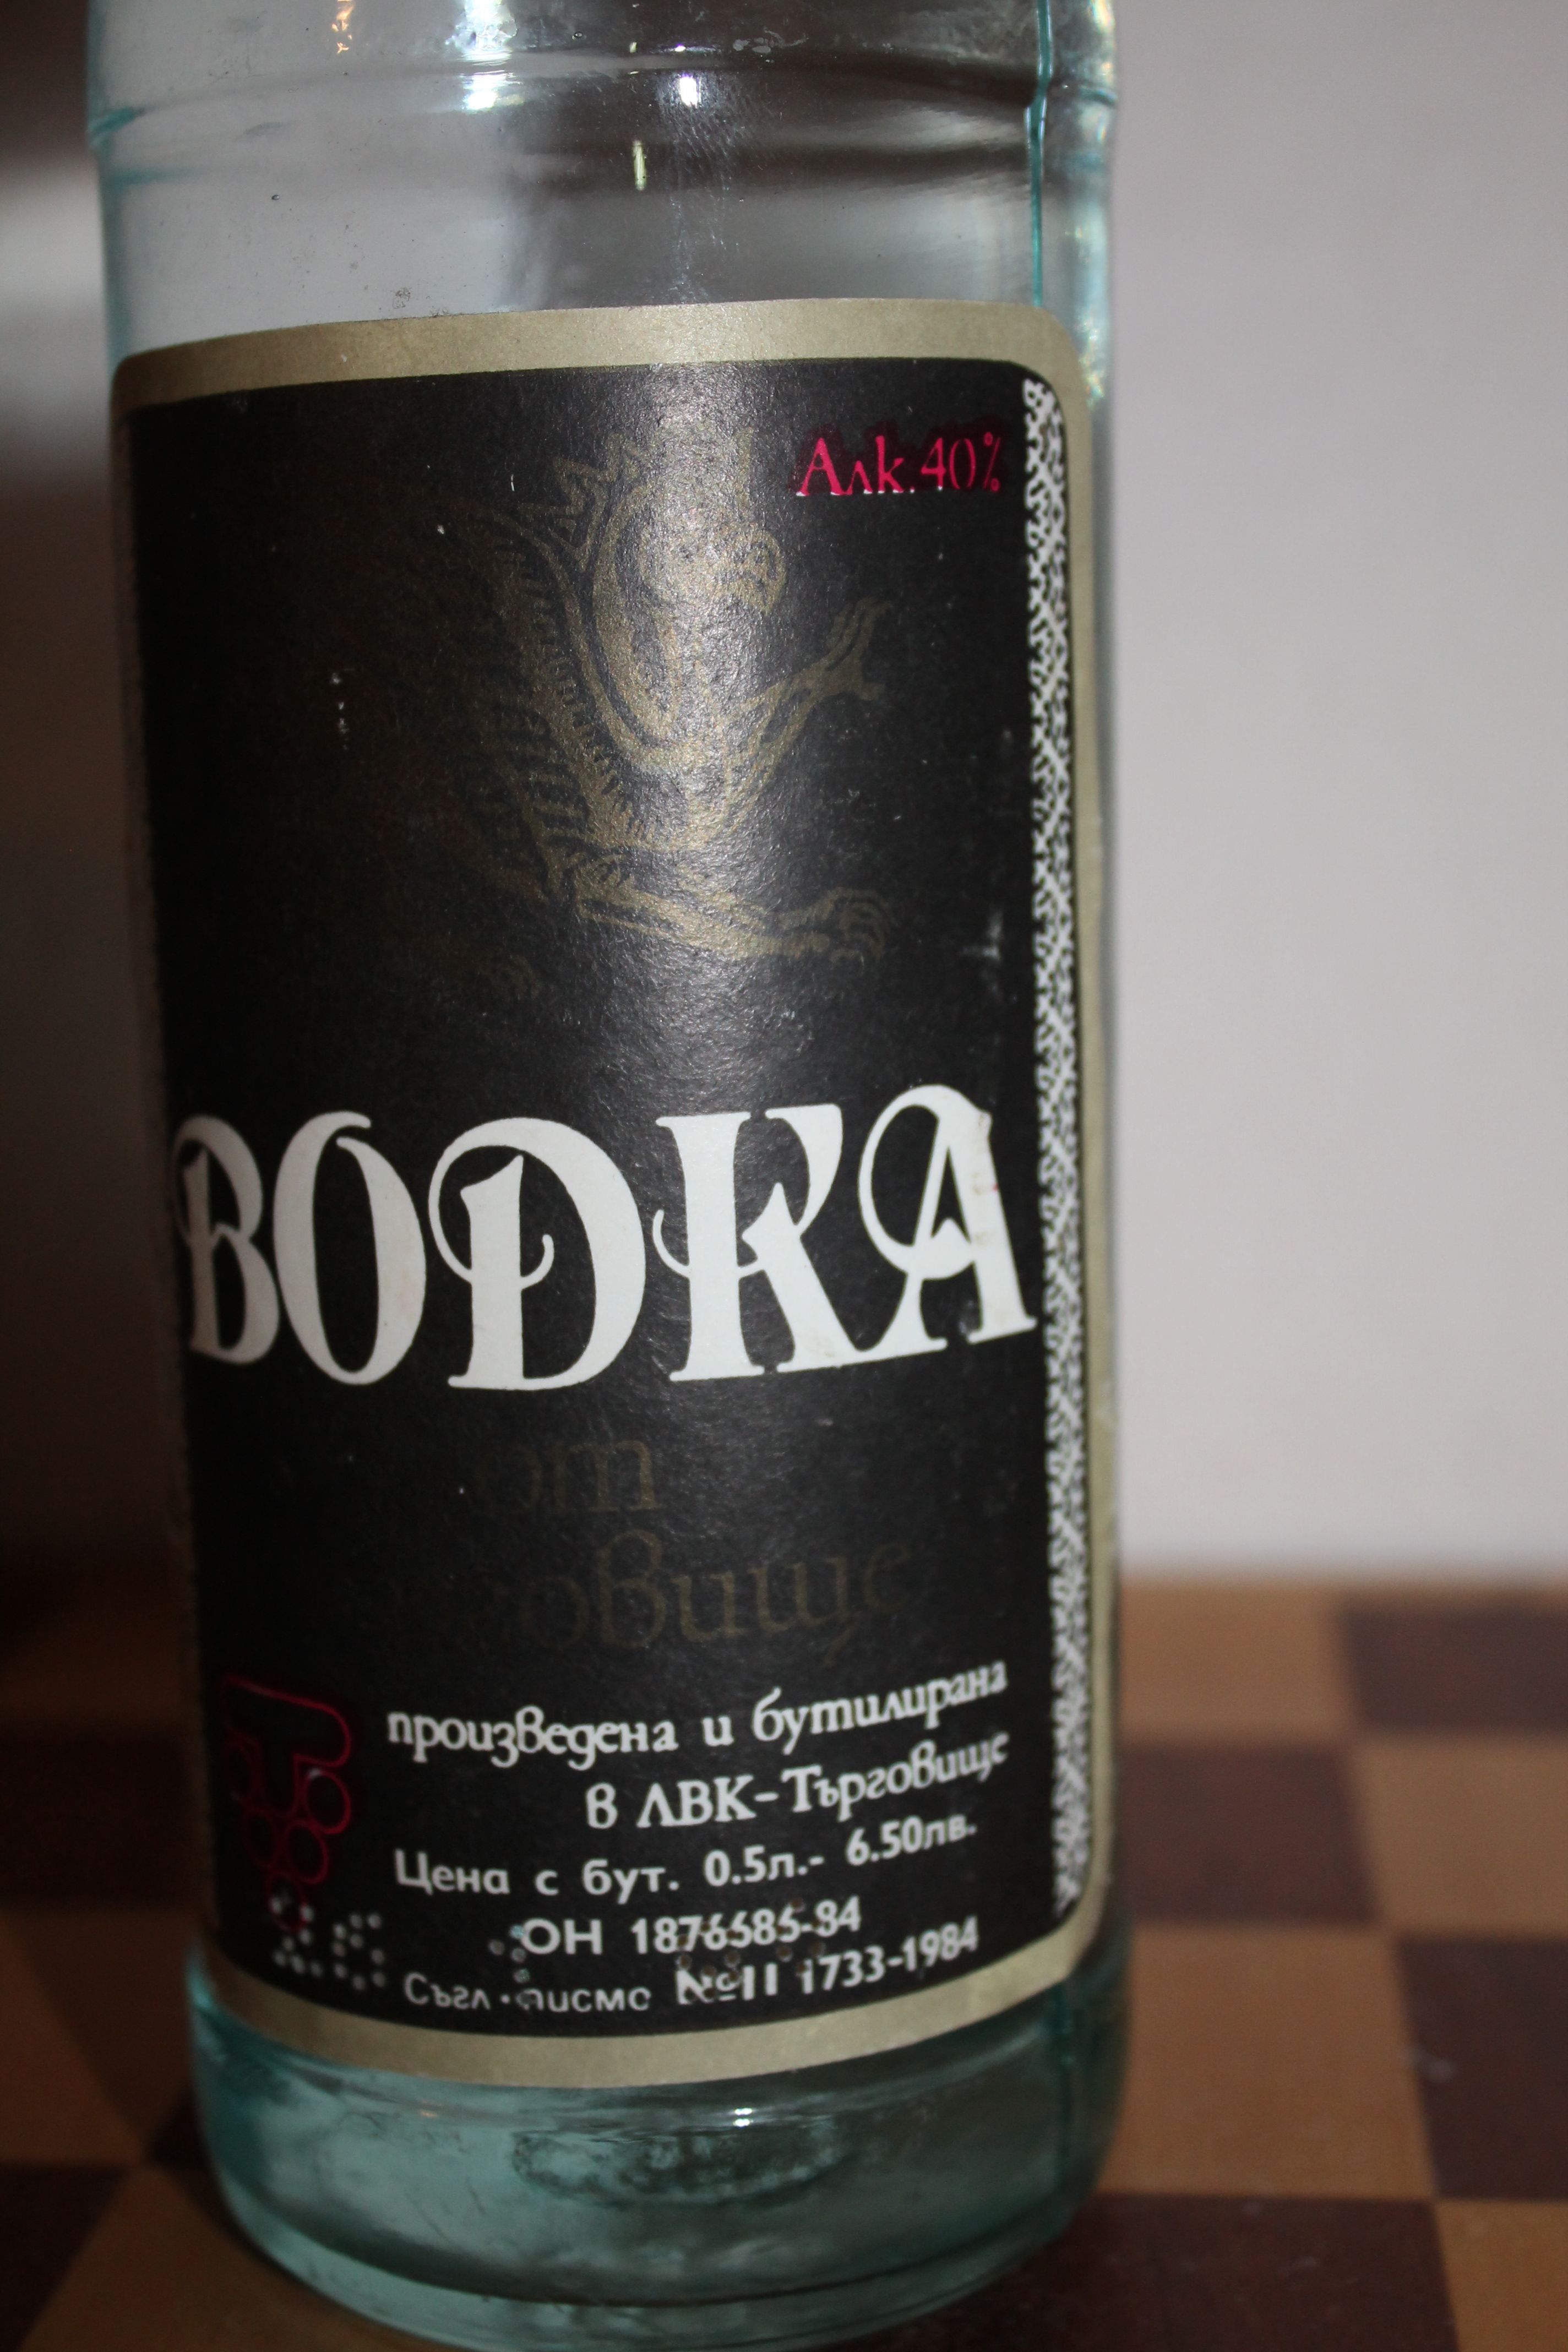 Алк. 40%
ВОДКА
от
произведена и бутилирана
в ЛВК-Търговище
Цена с бут. 0.5л.- 6.50лв.
ОН 1876585-84
Съгл. писмо №11 1733-1984